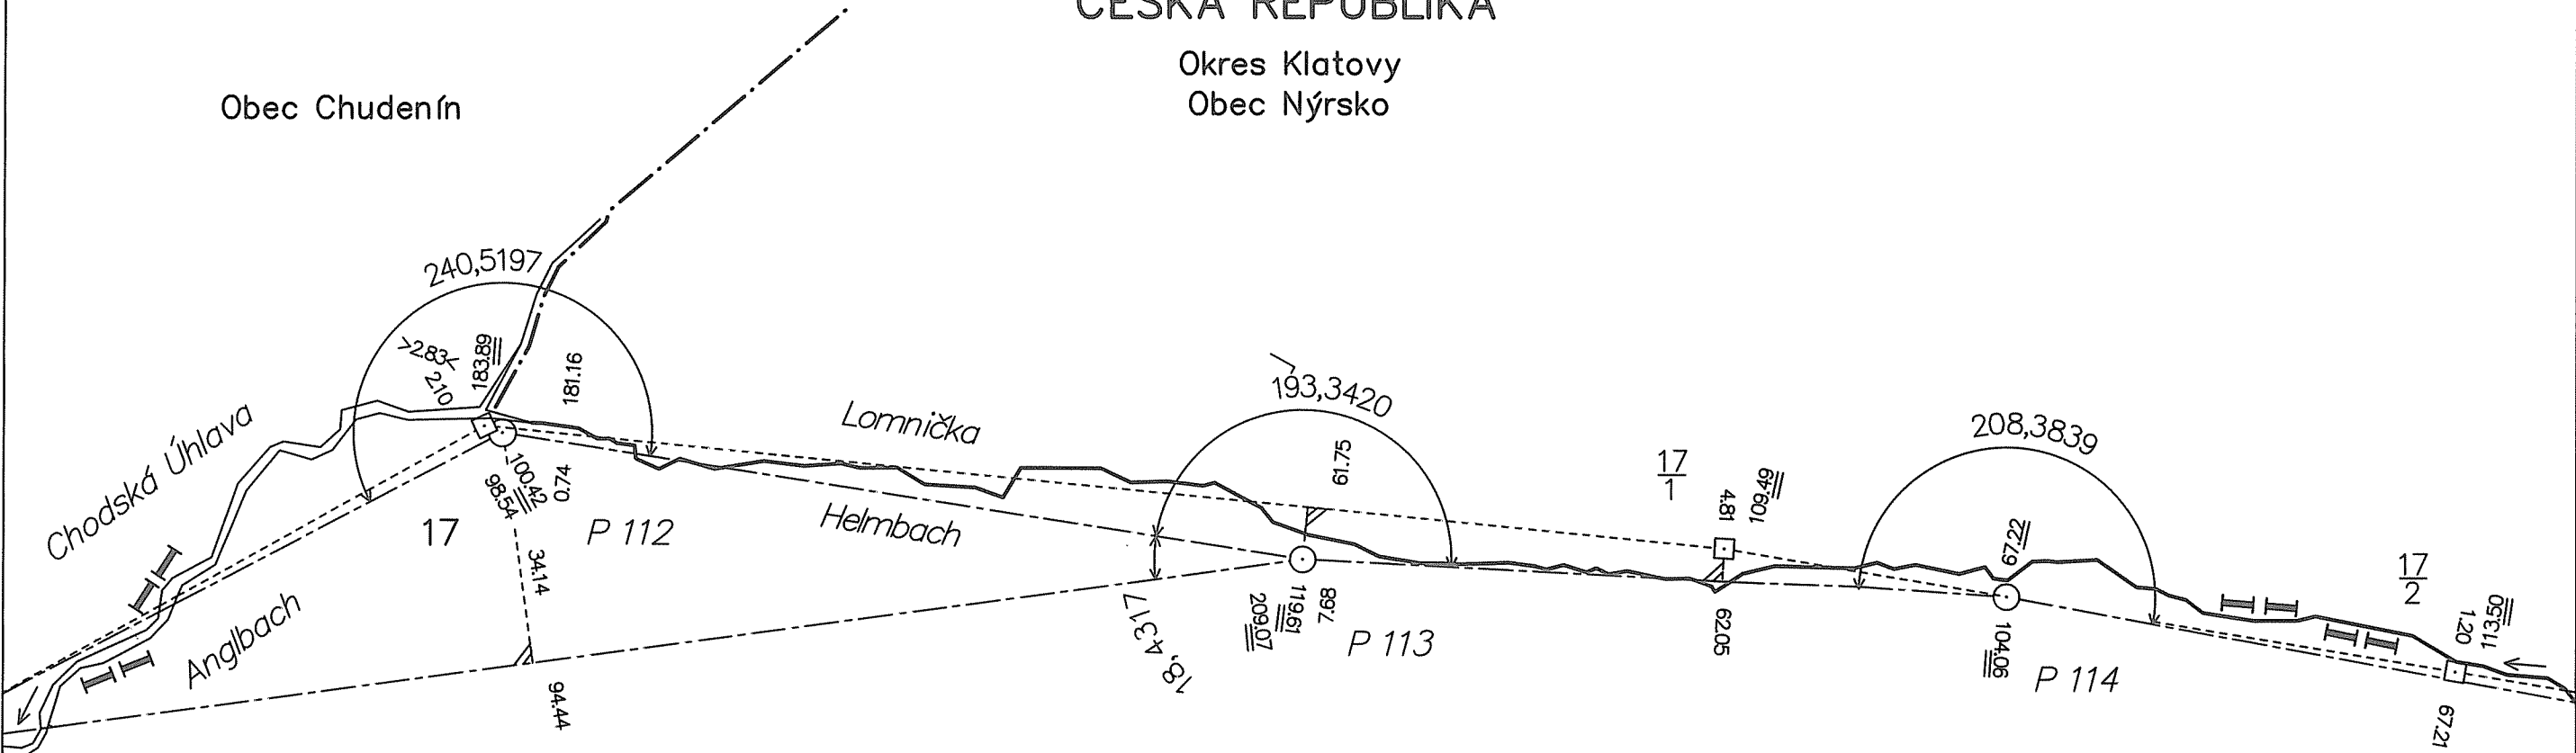 ČESKÁ REPUBLIKA
Okres Klatovy
Obec Nýrsko
Obec Chudenín
240,5197
>2.83<
2.10
183.89
181.16
Chodská Úhlava
Lomnička
193,3420
61.75
17
1
4.81
109.49
208,3839
67.22
100.42
98.54
0.74
17
P 112
Helmbach
34.14
Anglbach
18,4317
7.68
119.61
209.07
P 113
62.05
104.06
P 114
17
2
1.20
113.50
94.44
67.21